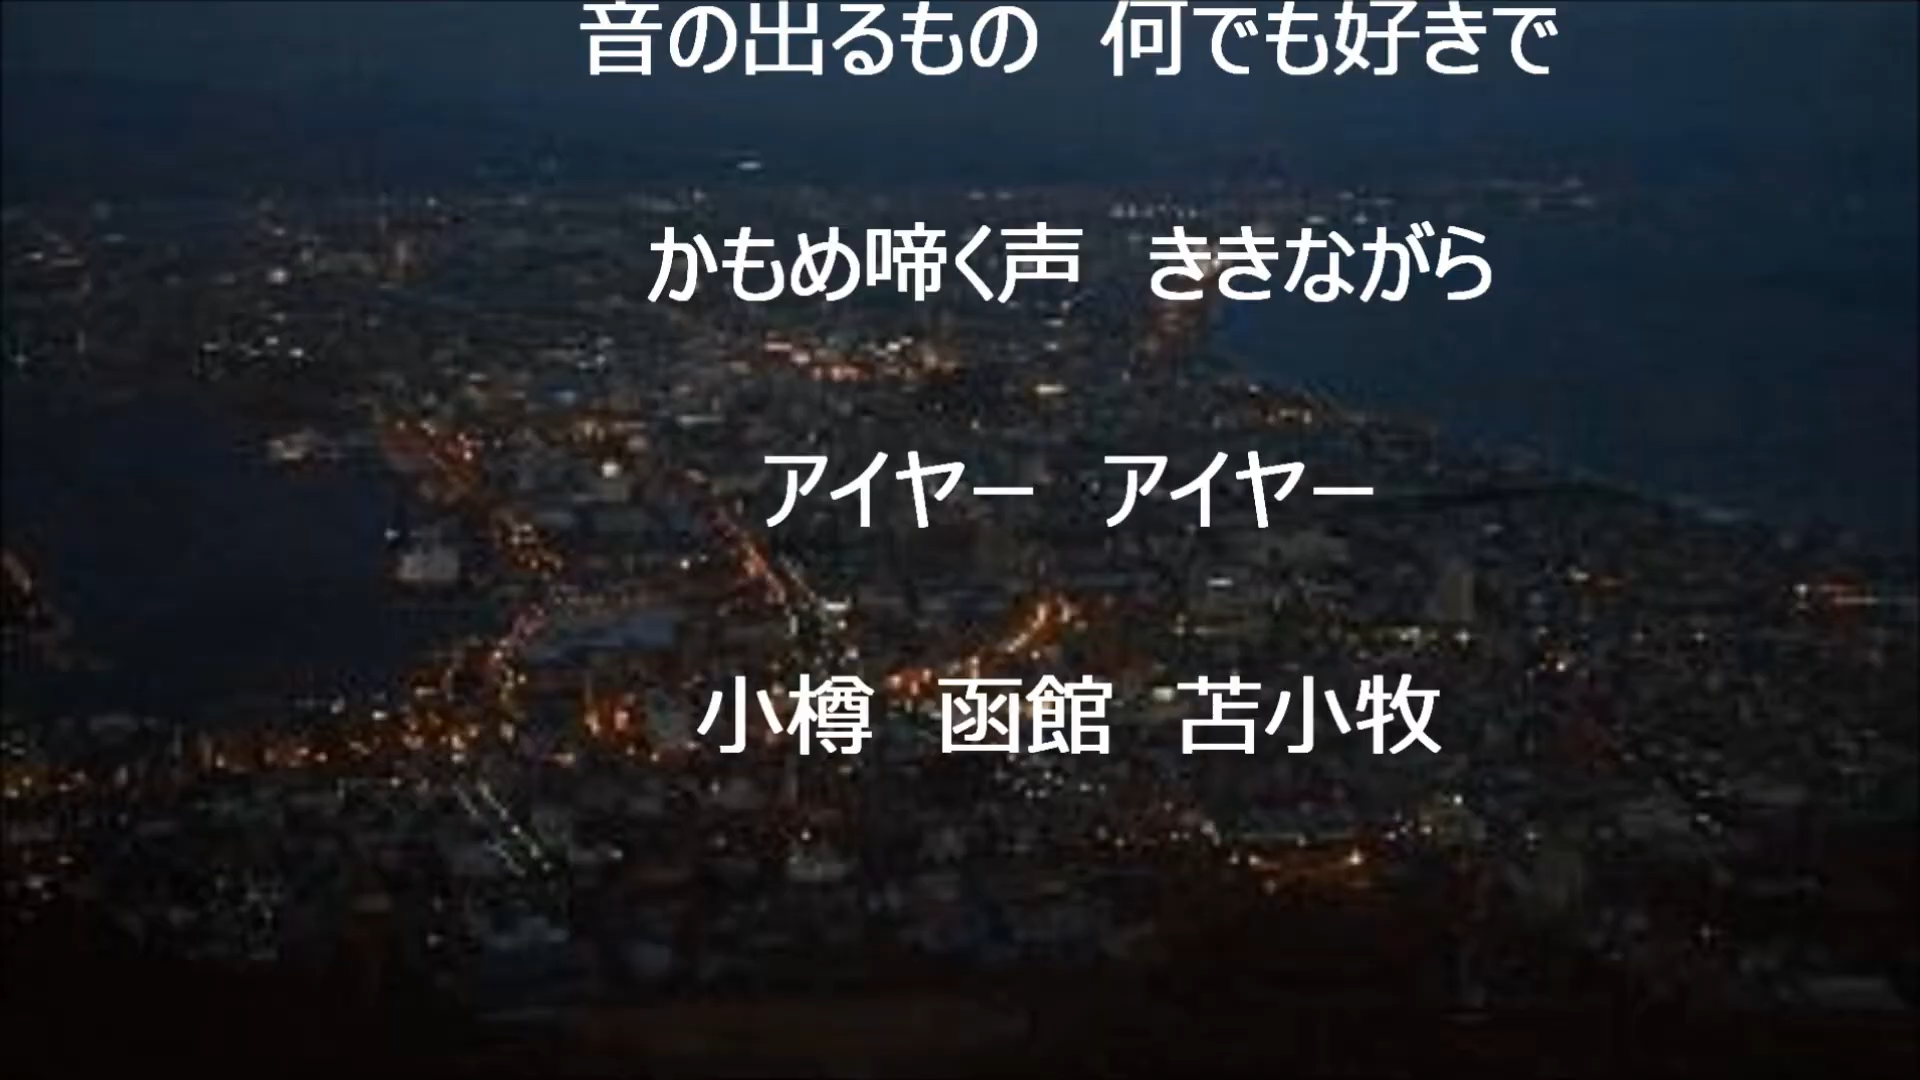 音の出るもの　何でも好きで
かもめ啼く声　ききながら
アイヤー　アイヤー
小樽　函館　苫小牧